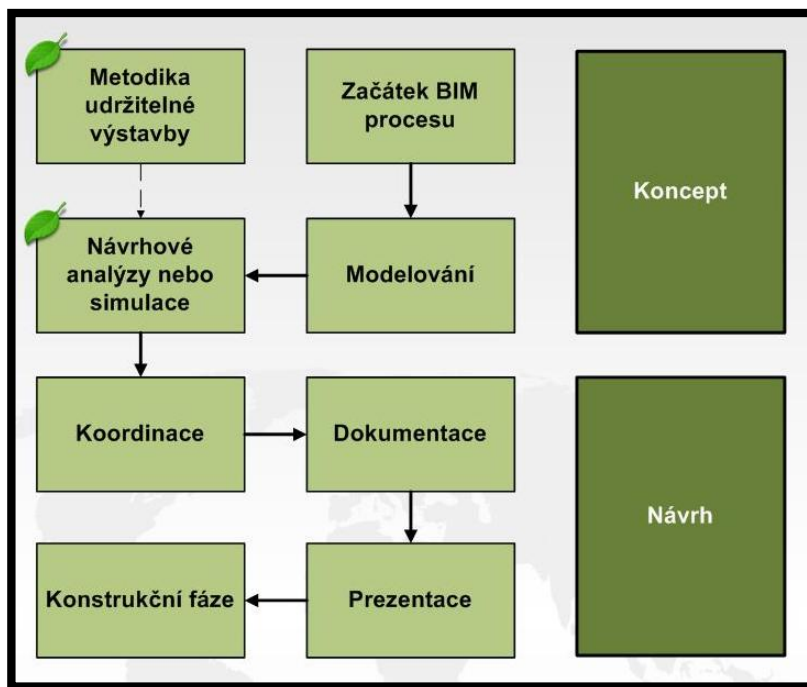 Metodika
udržitelné
výstavby
Začátek BIM
procesu
Koncept
Návrhové
analýzy nebo
simulace
Modelování
Koordinace
Dokumentace
Návrh
Konstrukční fáze
Prezentace